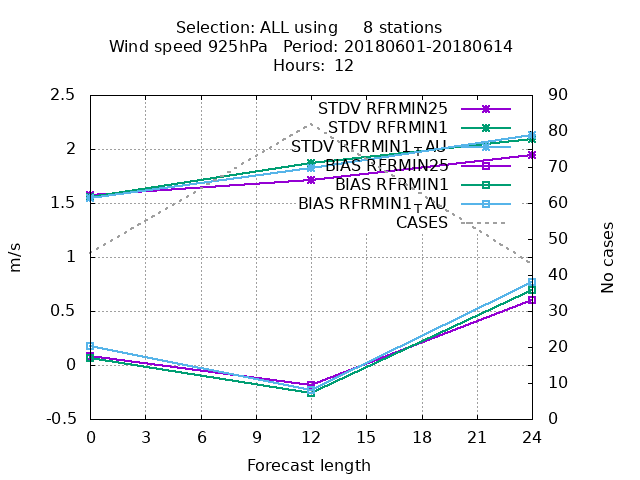 Selection: ALL using     8 stations
Wind speed 925hPa   Period: 20180601-20180614
Hours:  12
2.5
2
1.5
1
0.5
0
-0.5
m/s
STDV RFRMIN25
STDV RFRMIN1
STDV RFRMIN1_TAU
BIAS RFRMIN25
BIAS RFRMIN1
BIAS RFRMIN1_TAU
CASES
90
80
70
60
50
40
30
20
10
0
No cases
0 3 6 9 12 15 18 21 24
Forecast length